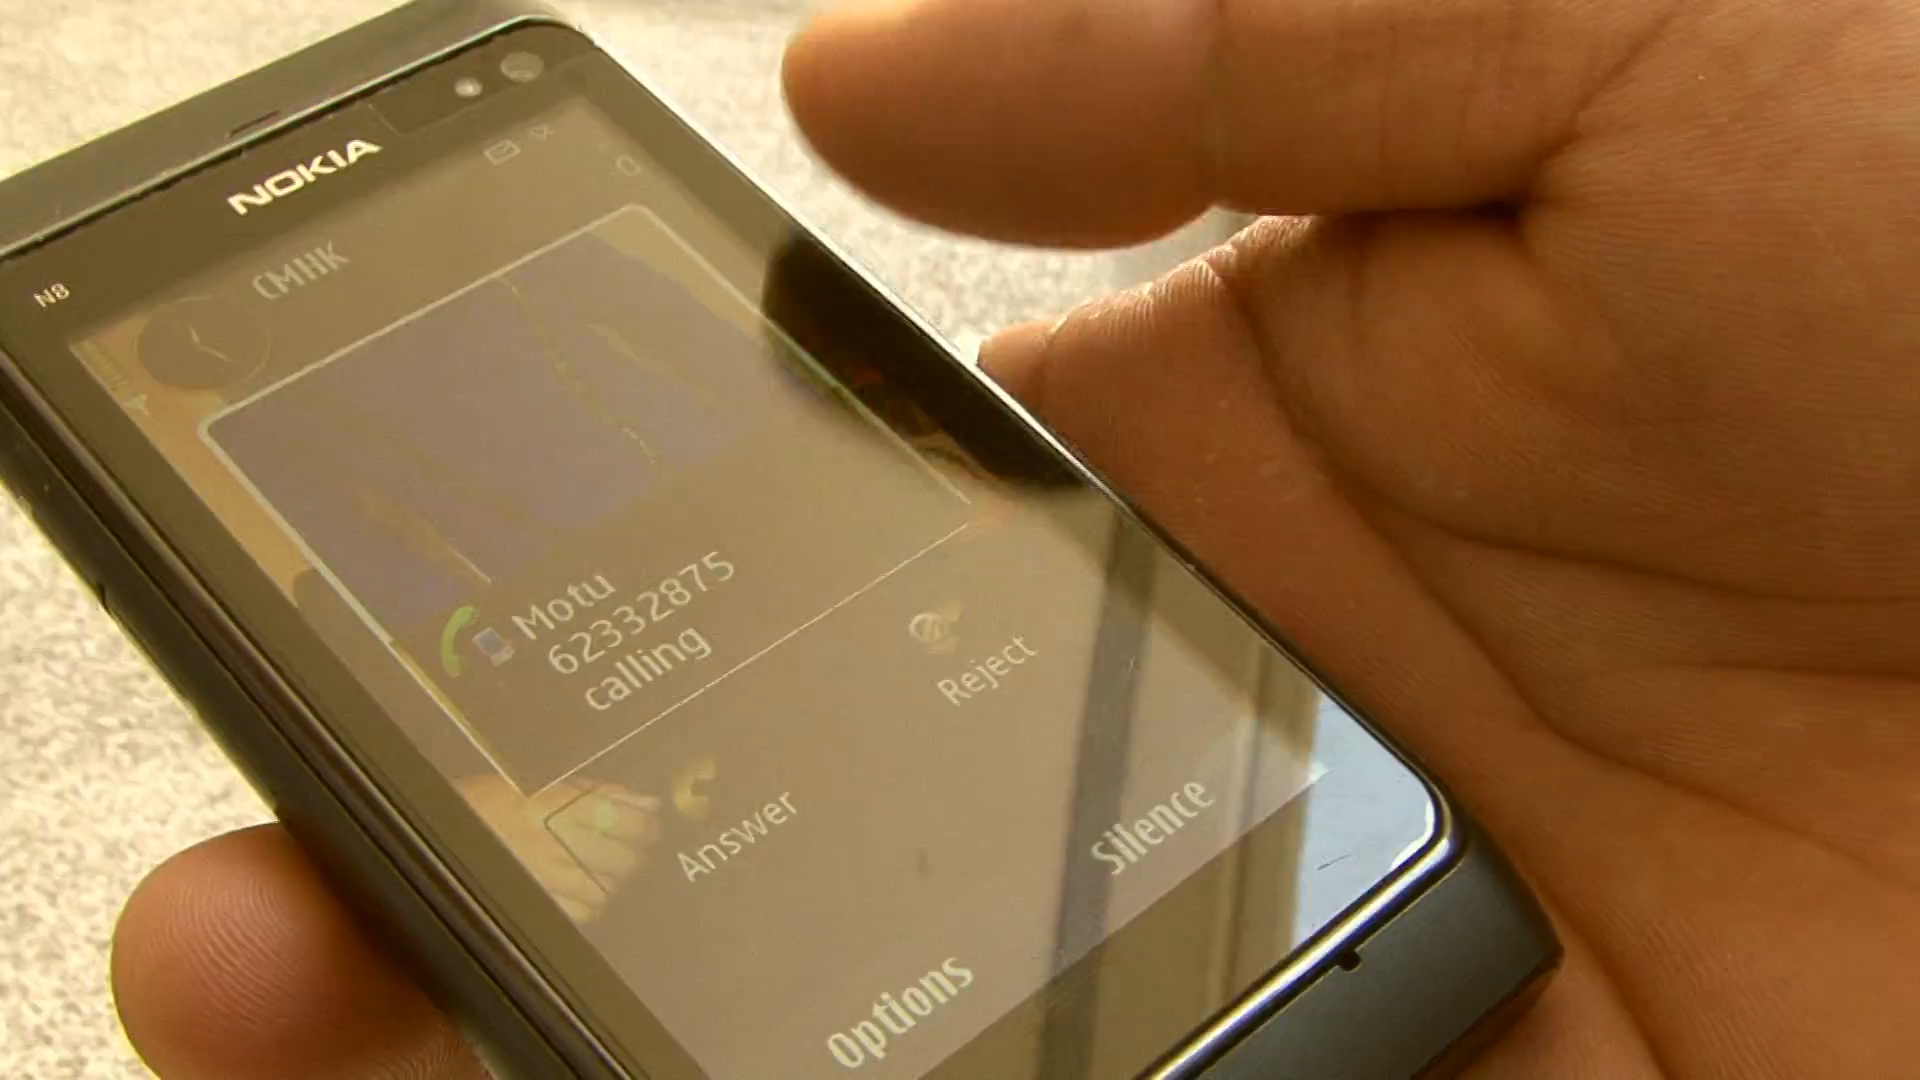 NOKIA
N8
CMHK
Motu
62332875
calling
Answer
Reject
Options
Silence